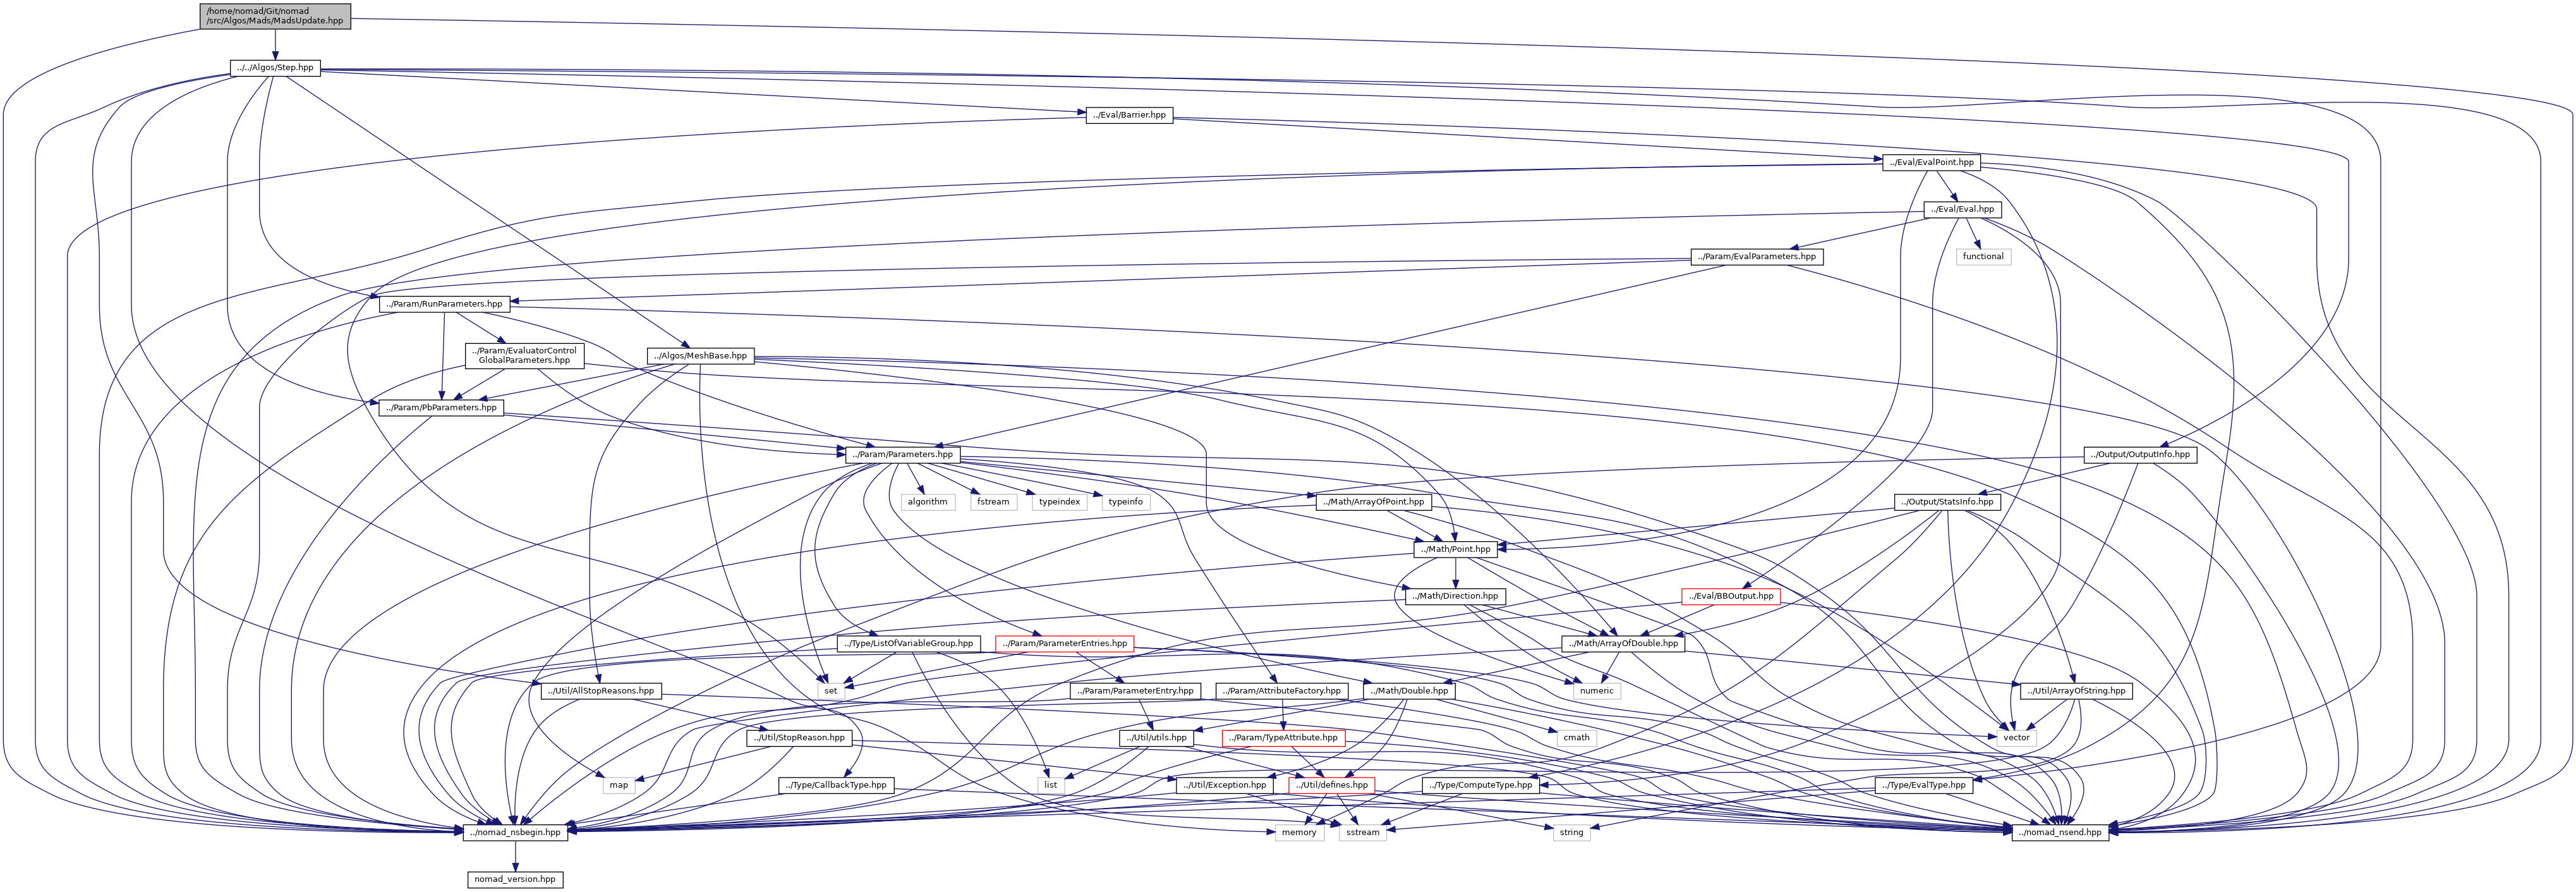 /home/nomad/Git/nomad
/src/Algos/Mads/MadsUpdate.hpp
../../Algos/Step.hpp
../Eval/Barrier.hpp
../Eval/EvalPoint.hpp
../Eval/Eval.hpp
../Param/EvalParameters.hpp
functional
../Param/RunParameters.hpp
../Param/EvaluatorControl
GlobalParameters.hpp
../Algos/MeshBase.hpp
../Param/PbParameters.hpp
../Param/Parameters.hpp
../Output/OutputInfo.hpp
algorithm
fstream
typeindex
typeinfo
../Math/ArrayOfPoint.hpp
../Output/StatsInfo.hpp
../Math/Point.hpp
../Math/Direction.hpp
../Eval/BBOutput.hpp
../Type/ListOfVariableGroup.hpp
../Param/ParameterEntries.hpp
../Math/ArrayOfDouble.hpp
../Util/AllStopReasons.hpp
set
../Param/ParameterEntry.hpp
../Param/AttributeFactory.hpp
../Math/Double.hpp
numeric
../Util/ArrayOfString.hpp
../Util/StopReason.hpp
../Util/utils.hpp
../Param/TypeAttribute.hpp
cmath
vector
map
../Type/CallbackType.hpp
list
../Util/Exception.hpp
../Util/defines.hpp
../Type/ComputeType.hpp
../Type/EvalType.hpp
../nomad_nsbegin.hpp
memory
sstream
string
../nomad_nsend.hpp
nomad_version.hpp